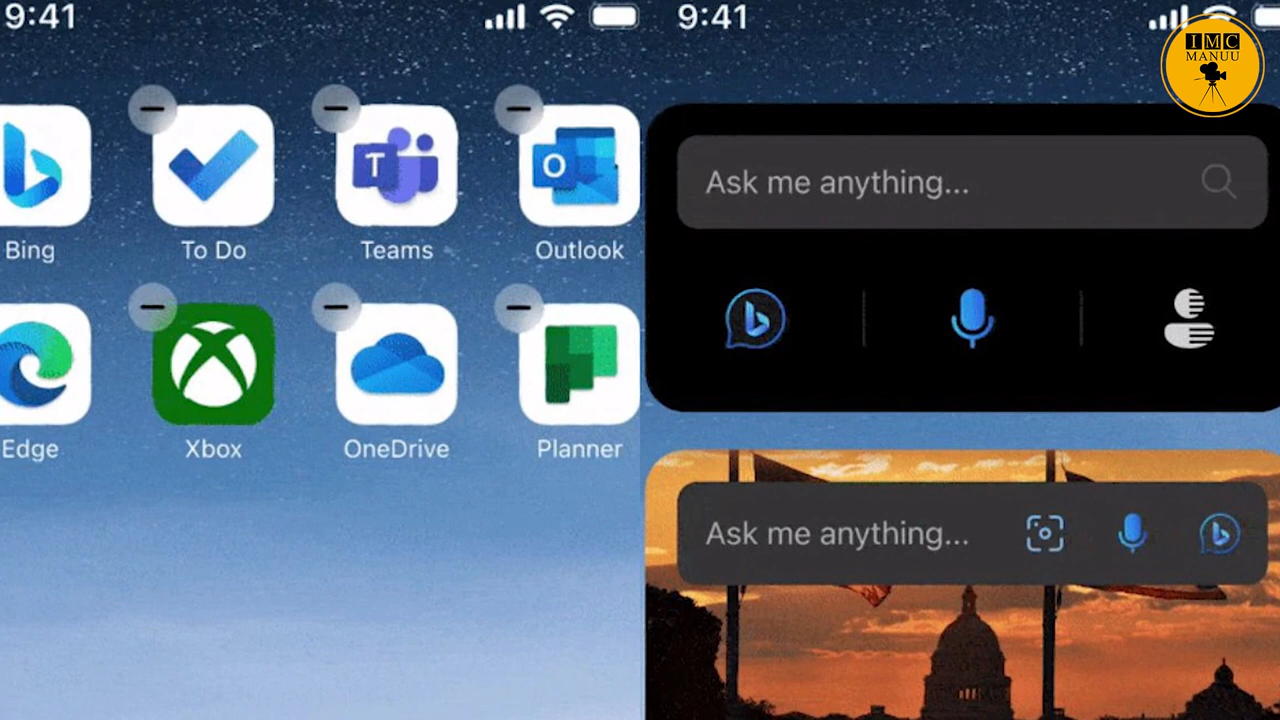 9:41
Bing
To Do
T
Teams
O
Outlook
Edge
Xbox
OneDrive
Planner
9:41
IMC
MANUU
Ask me anything...
Ask me anything...